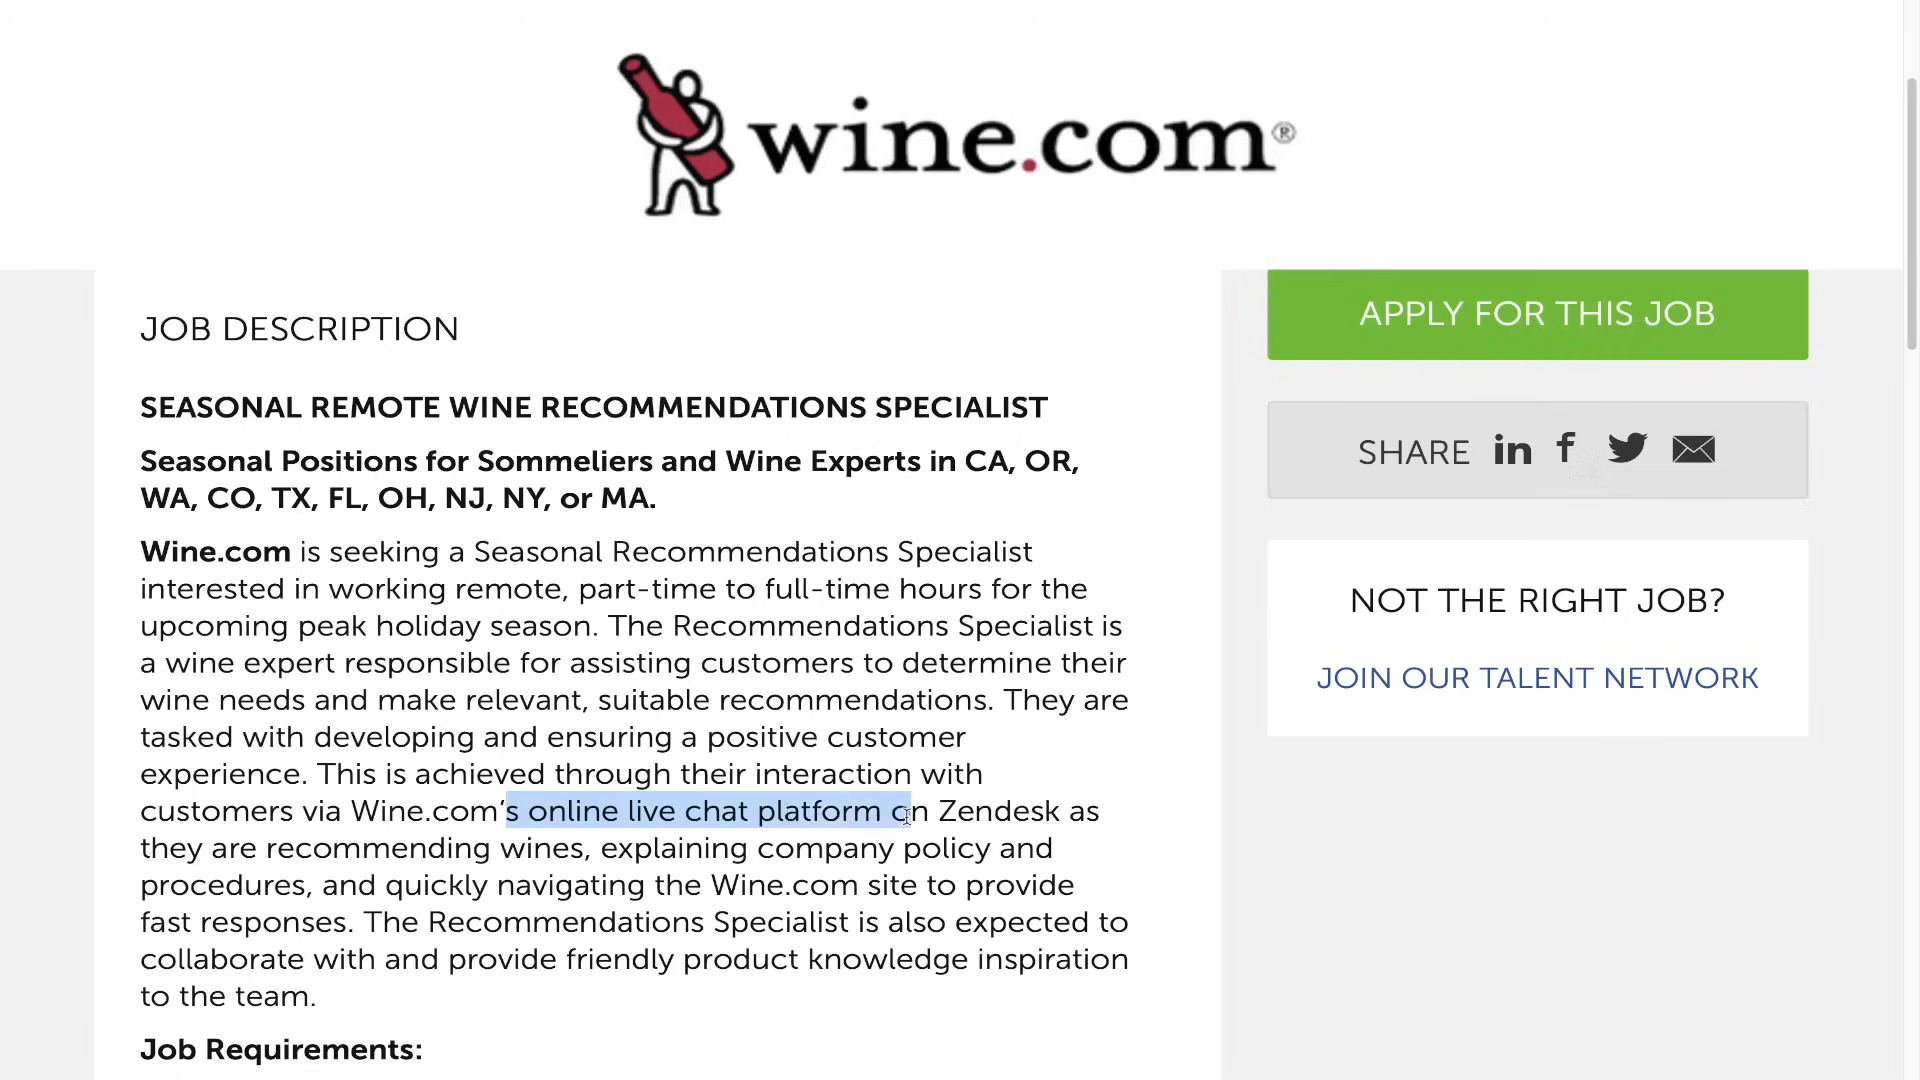 wine.com®
JOB DESCRIPTION
SEASONAL REMOTE WINE RECOMMENDATIONS SPECIALIST
Seasonal Positions for Sommeliers and Wine Experts in CA, OR,
WA, CO, TX, FL, OH, NJ, NY, or MA.
Wine.com is seeking a Seasonal Recommendations Specialist
interested in working remote, part-time to full-time hours for the
upcoming peak holiday season. The Recommendations Specialist is
a wine expert responsible for assisting customers to determine their
wine needs and make relevant, suitable recommendations. They are
tasked with developing and ensuring a positive customer
experience. This is achieved through their interaction with
customers via Wine.com’s online live chat platform on Zendesk as
they are recommending wines, explaining company policy and
procedures, and quickly navigating the Wine.com site to provide
fast responses. The Recommendations Specialist is also expected to
collaborate with and provide friendly product knowledge inspiration
to the team.
Job Requirements:
APPLY FOR THIS JOB
SHARE in f
NOT THE RIGHT JOB?
JOIN OUR TALENT NETWORK